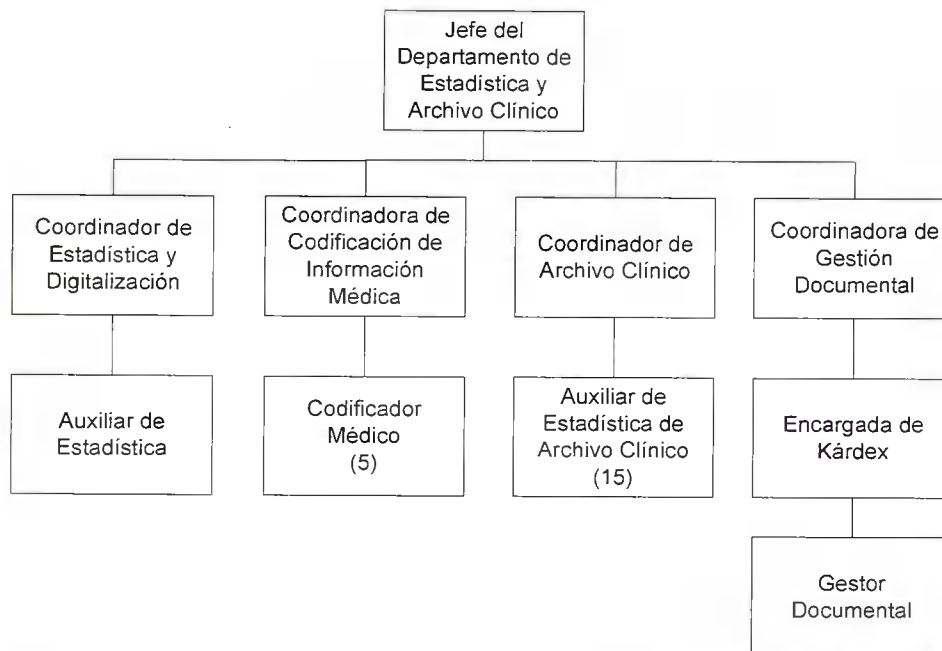 Jefe del
Departamento de
Estadística y
Archivo Clínico
Coordinador de
Estadística y
Digitalización
Coordinadora de
Codificación de
Información
Médica
Coordinador de
Archivo Clínico
Coordinadora de
Gestión
Documental
Auxiliar de
Estadística
Codificador
Médico
(5)
Auxiliar de
Estadística de
Archivo Clínico
(15)
Encargada de
Kárdex
Gestor
Documental